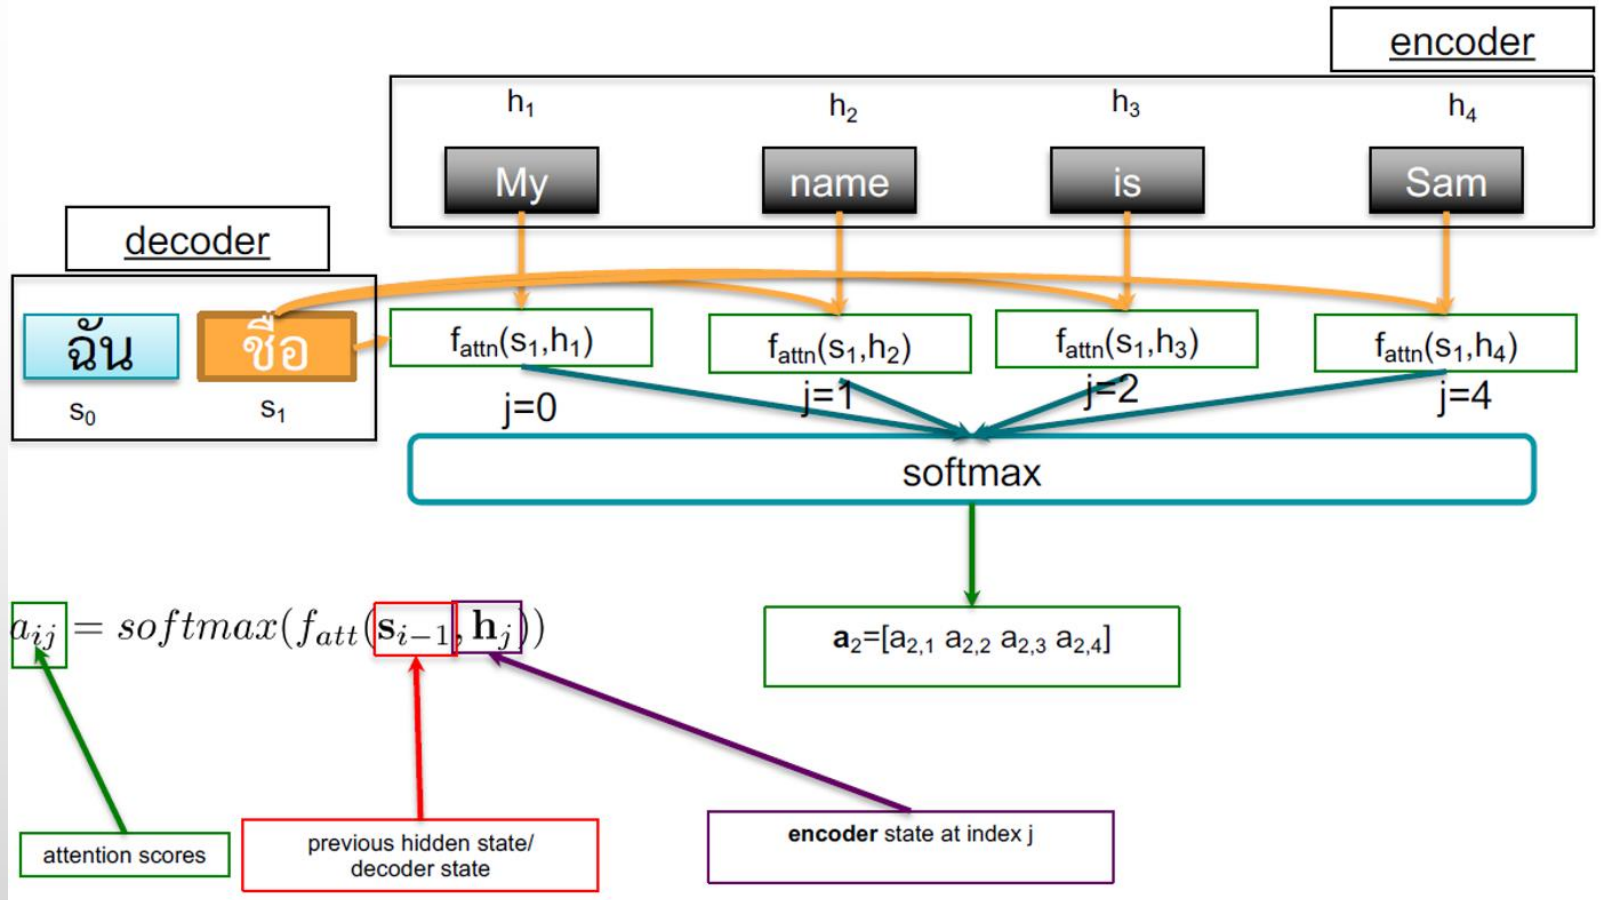 encoder
h₁ h₂ h₃ h₄
My name is Sam
decoder
ฉัน ชื่อ
s₀ s₁
fattn(s₁,h₁) fattn(s₁,h₂) fattn(s₁,h₃) fattn(s₁,h₄)
j=0 j=1 j=2 j=4
softmax
aᵢⱼ = softmax(fatt(sᵢ₋₁, hⱼ))
a₂=[a₂,₁ a₂,₂ a₂,₃ a₂,₄]
attention scores
previous hidden state/
decoder state
encoder state at index j